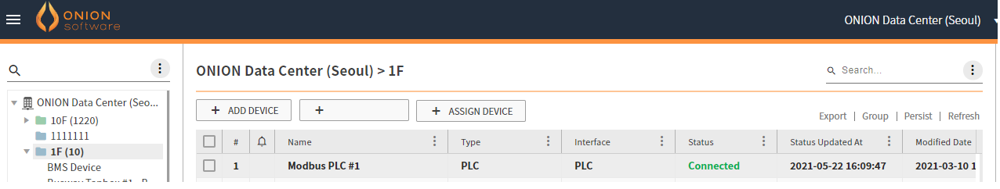 ONION
software
ONION Data Center (Seoul)
ONION Data Center (Seoul) > 1F
Search...
+ ADD DEVICE
+
+ ASSIGN DEVICE
Export | Group | Persist | Refresh
ONION Data Center (Seo...
10F (1220)
1111111
1F (10)
BMS Device
# Name Type Interface Status Status Updated At Modified Date
1 Modbus PLC #1 PLC PLC Connected 2021-05-22 16:09:47 2021-03-10 1